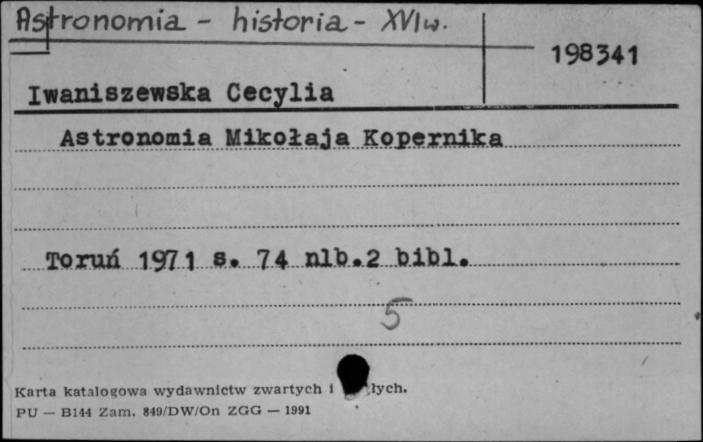 Astronomia - historia - XVI w.
198341
Iwaniszewska Cecylia
Astronomia Mikołaja Kopernika
Toruń 1971 s. 74 nlb.2 bibl.
5
Karta katalogowa wydawnictw zwartych i
PU — B144 Zam. 849/DW/On ZGG — 1991